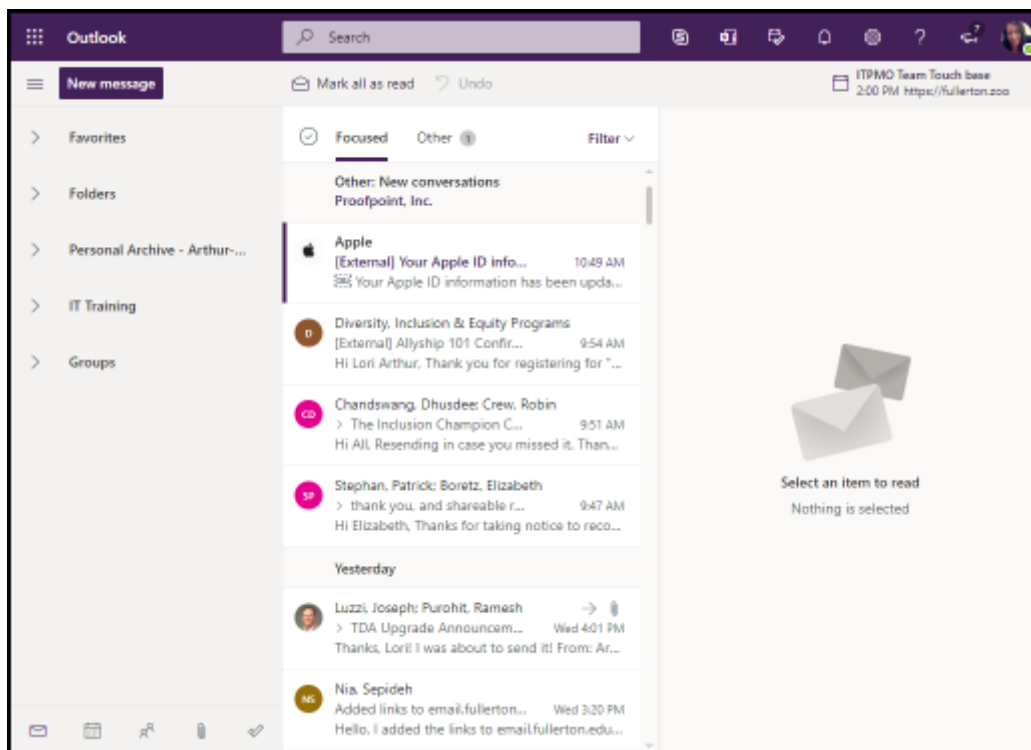 Outlook
Search
7
New message
Mark all as read
Undo
ITPMO Team Touch base
2:00 PM https://fullerton.zoo
Favorites
Folders
Personal Archive - Arthur-...
IT Training
Groups
Focused
Other 1
Filter
Other: New conversations
Proofpoint, Inc.
Apple
[External] Your Apple ID info... 10:49 AM
Your Apple ID information has been upda...
D
Diversity, Inclusion & Equity Programs
[External] Allyship 101 Confir... 9:54 AM
Hi Lori Arthur, Thank you for registering for "...
CD
Chandswang, Dhusdee; Crew, Robin
> The Inclusion Champion C... 9:51 AM
Hi All, Resending in case you missed it. Than...
SP
Stephan, Patrick; Boretz, Elizabeth
> thank you, and shareable r... 9:47 AM
Hi Elizabeth, Thanks for taking notice to reco...
Yesterday
Luzzi, Joseph; Purohit, Ramesh
> TDA Upgrade Announcem... Wed 4:01 PM
Thanks, Lori! I was about to send it! From: Ar...
NS
Nia, Sepideh
Added links to email.fullerton... Wed 3:20 PM
Hello, I added the links to email.fullerton.edu...
Select an item to read
Nothing is selected